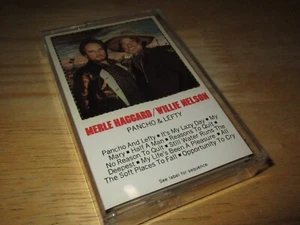 MERLE HAGGARD/WILLIE NELSON
PANCHO & LEFTY
Pancho And Lefty • It's My Lazy Day • My
Mary • Half A Man • Reasons To Quit •
No Reason To Quit • Still Water Runs The
Deepest • My Life's Been A Pleasure • All
The Soft Places To Fall • Opportunity To Cry
See label for sequence